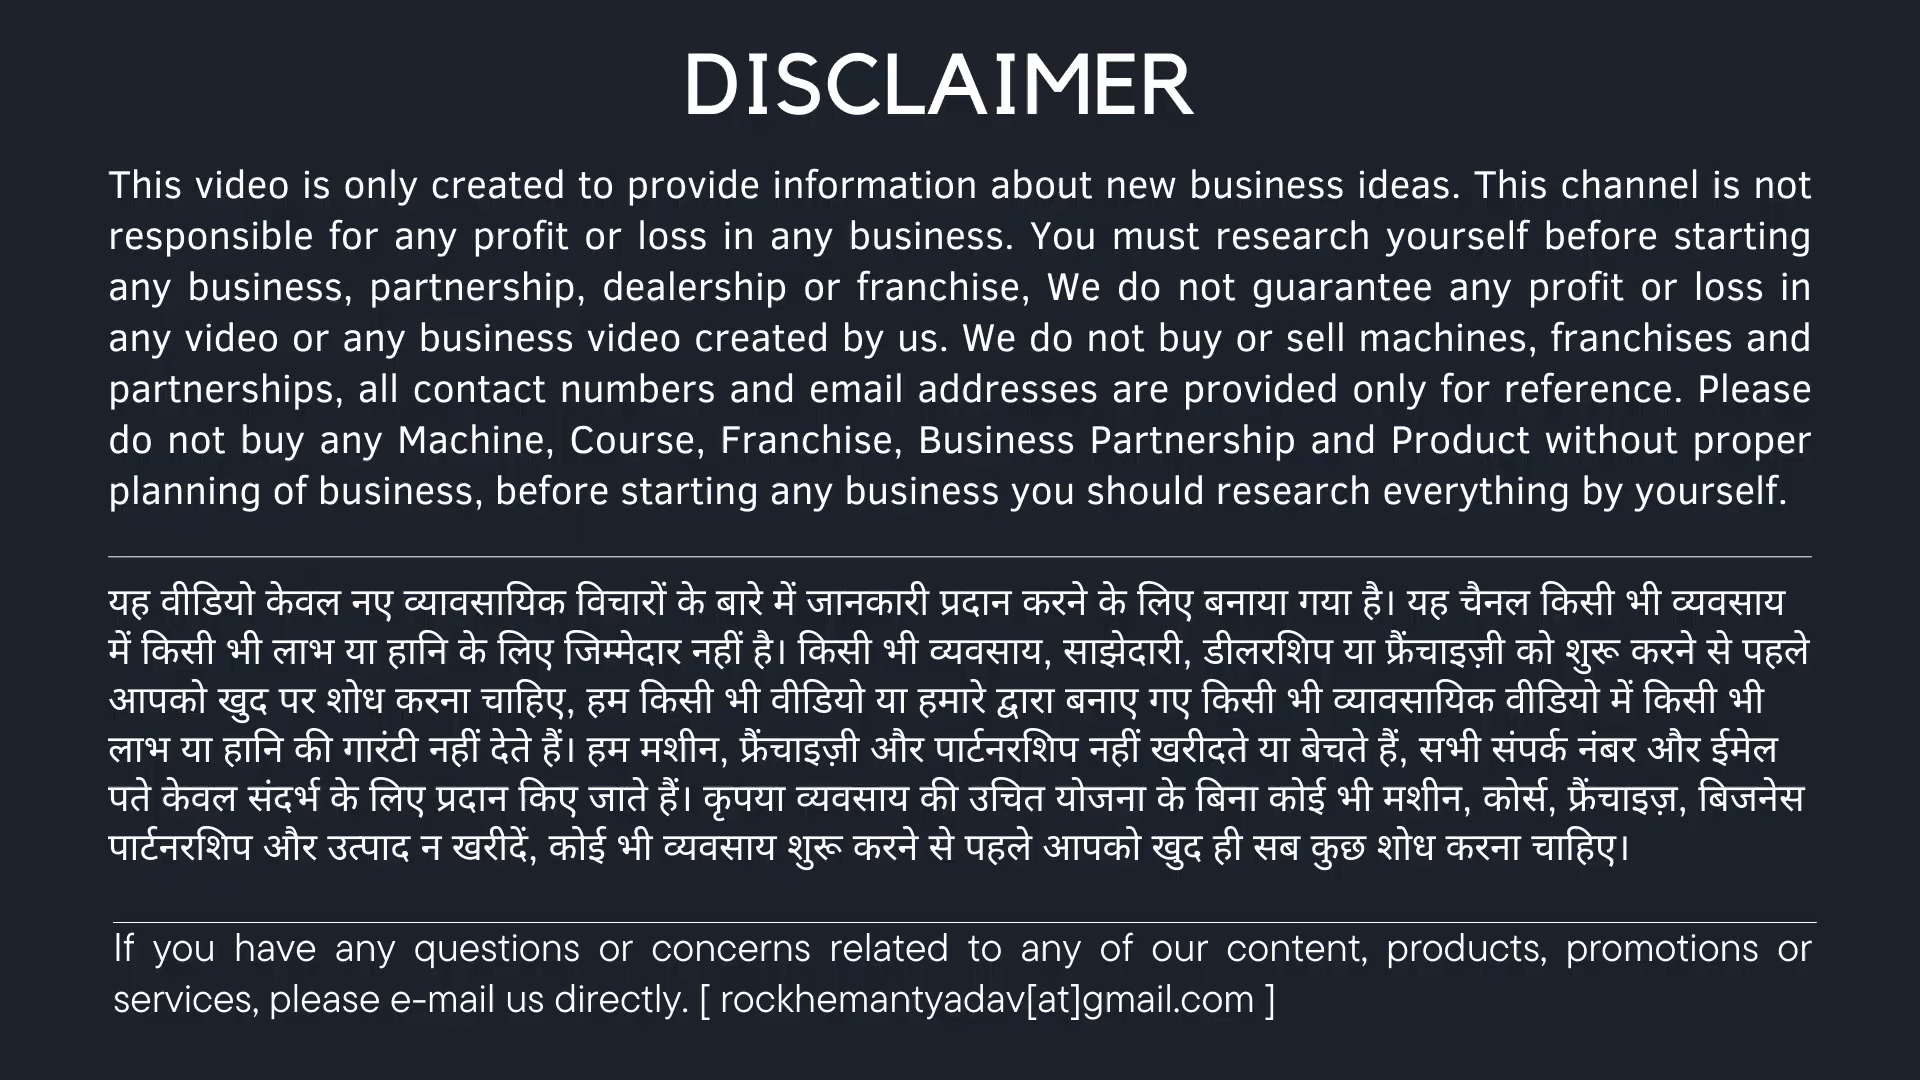 DISCLAIMER
This video is only created to provide information about new business ideas. This channel is not
responsible for any profit or loss in any business. You must research yourself before starting
any business, partnership, dealership or franchise, We do not guarantee any profit or loss in
any video or any business video created by us. We do not buy or sell machines, franchises and
partnerships, all contact numbers and email addresses are provided only for reference. Please
do not buy any Machine, Course, Franchise, Business Partnership and Product without proper
planning of business, before starting any business you should research everything by yourself.
यह वीडियो केवल नए व्यावसायिक विचारों के बारे में जानकारी प्रदान करने के लिए बनाया गया है। यह चैनल किसी भी व्यवसाय
में किसी भी लाभ या हानि के लिए जिम्मेदार नहीं है। किसी भी व्यवसाय, साझेदारी, डीलरशिप या फ्रैंचाइज़ी को शुरू करने से पहले
आपको खुद पर शोध करना चाहिए, हम किसी भी वीडियो या हमारे द्वारा बनाए गए किसी भी व्यावसायिक वीडियो में किसी भी
लाभ या हानि की गारंटी नहीं देते हैं। हम मशीन, फ्रैंचाइज़ी और पार्टनरशिप नहीं खरीदते या बेचते हैं, सभी संपर्क नंबर और ईमेल
पते केवल संदर्भ के लिए प्रदान किए जाते हैं। कृपया व्यवसाय की उचित योजना के बिना कोई भी मशीन, कोर्स, फ्रैंचाइज़, बिजनेस
पार्टनरशिप और उत्पाद न खरीदें, कोई भी व्यवसाय शुरू करने से पहले आपको खुद ही सब कुछ शोध करना चाहिए।
If you have any questions or concerns related to any of our content, products, promotions or
services, please e-mail us directly. [ rockhemantyadav[at]gmail.com ]